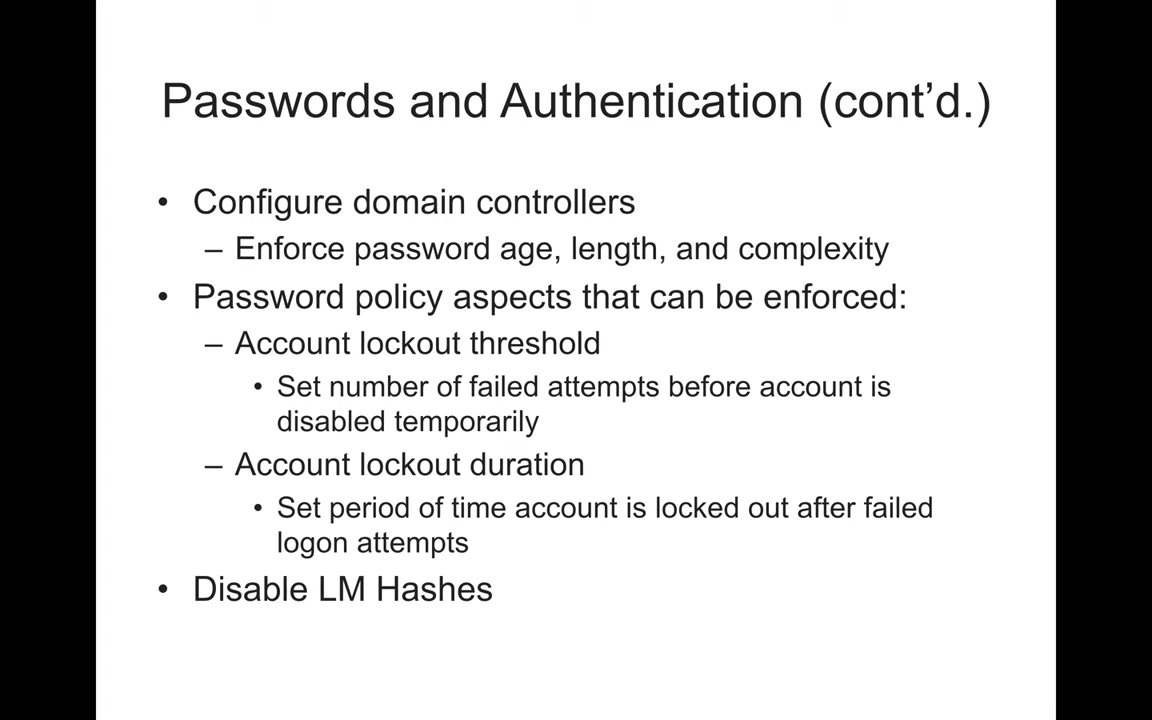 Passwords and Authentication (cont’d.)
• Configure domain controllers
– Enforce password age, length, and complexity
• Password policy aspects that can be enforced:
– Account lockout threshold
• Set number of failed attempts before account is
disabled temporarily
– Account lockout duration
• Set period of time account is locked out after failed
logon attempts
• Disable LM Hashes